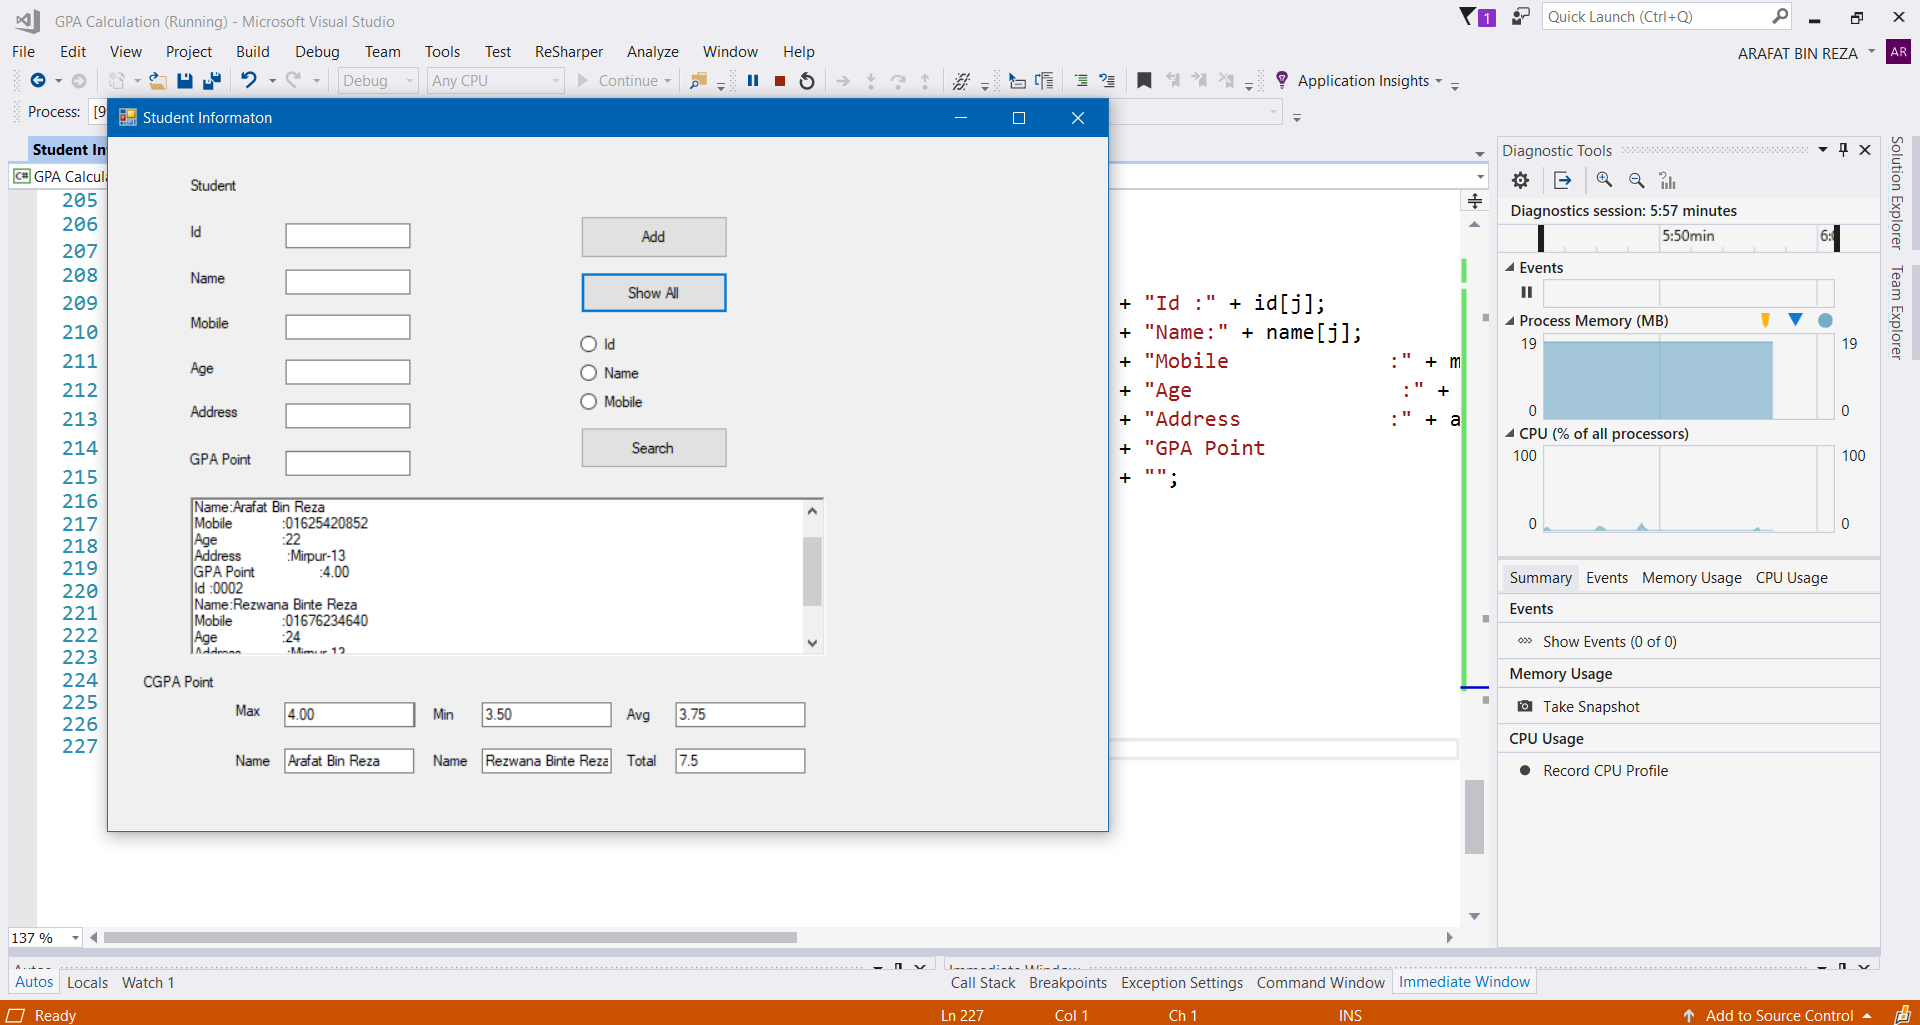 GPA Calculation (Running) - Microsoft Visual Studio
1
Quick Launch (Ctrl+Q)
File Edit View Project Build Debug Team Tools Test ReSharper Analyze Window Help
ARAFAT BIN REZA AR
Debug Any CPU Continue Application Insights
Process: [9
Student Informaton
Student In
GPA Calcul
205
206
207
208
209
210
211
212
213
214
215
216
217
218
219
220
221
222
223
224
225
226
227
Student
Id
Name
Mobile
Age
Address
GPA Point
Add
Show All
Id
Name
Mobile
Search
Name:Arafat Bin Reza
Mobile :01625420852
Age :22
Address :Mirpur-13
GPA Point :4.00
Id :0002
Name:Rezwana Binte Reza
Mobile :01676234640
Age :24
Address :Mirpur-13
CGPA Point
Max 4.00 Min 3.50 Avg 3.75
Name Arafat Bin Reza Name Rezwana Binte Reza Total 7.5
+ "Id :" + id[j];
+ "Name:" + name[j];
+ "Mobile :" + m
+ "Age :" +
+ "Address :" + a
+ "GPA Point
+ "";
Diagnostic Tools
Diagnostics session: 5:57 minutes
5:50min 6:0
Events
Process Memory (MB)
19 19
0 0
CPU (% of all processors)
100 100
0 0
Summary Events Memory Usage CPU Usage
Events
Show Events (0 of 0)
Memory Usage
Take Snapshot
CPU Usage
Record CPU Profile
Solution Explorer
Team Explorer
137 %
Autos
Immediate Window
Autos Locals Watch 1
Call Stack Breakpoints Exception Settings Command Window Immediate Window
Ready Ln 227 Col 1 Ch 1 INS Add to Source Control